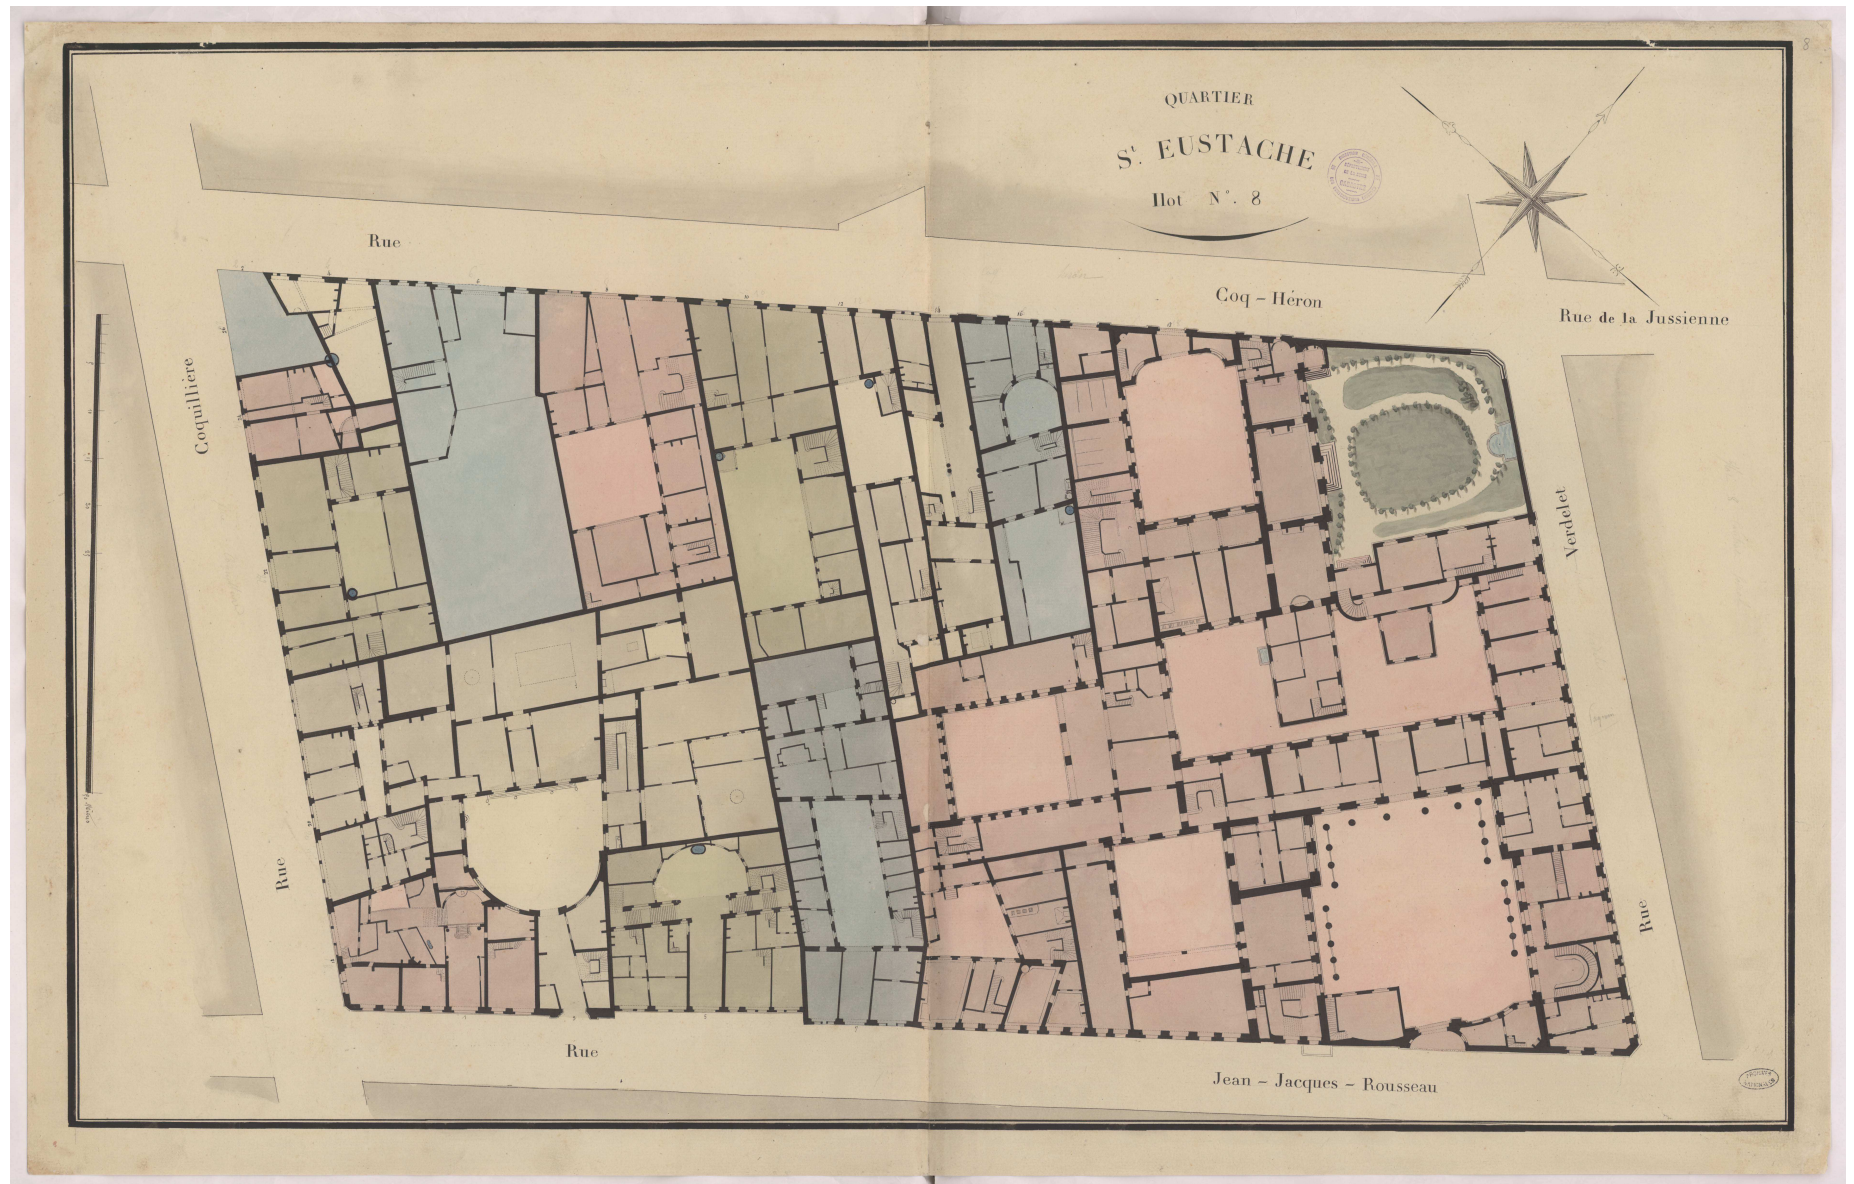 QUARTIER
St. EUSTACHE
Ilot N°. 8
8
Rue
Coq - Héron
Rue de la Jussienne
Coquillière
Rue
Verdelet
Rue
Rue
Jean - Jacques - Rousseau